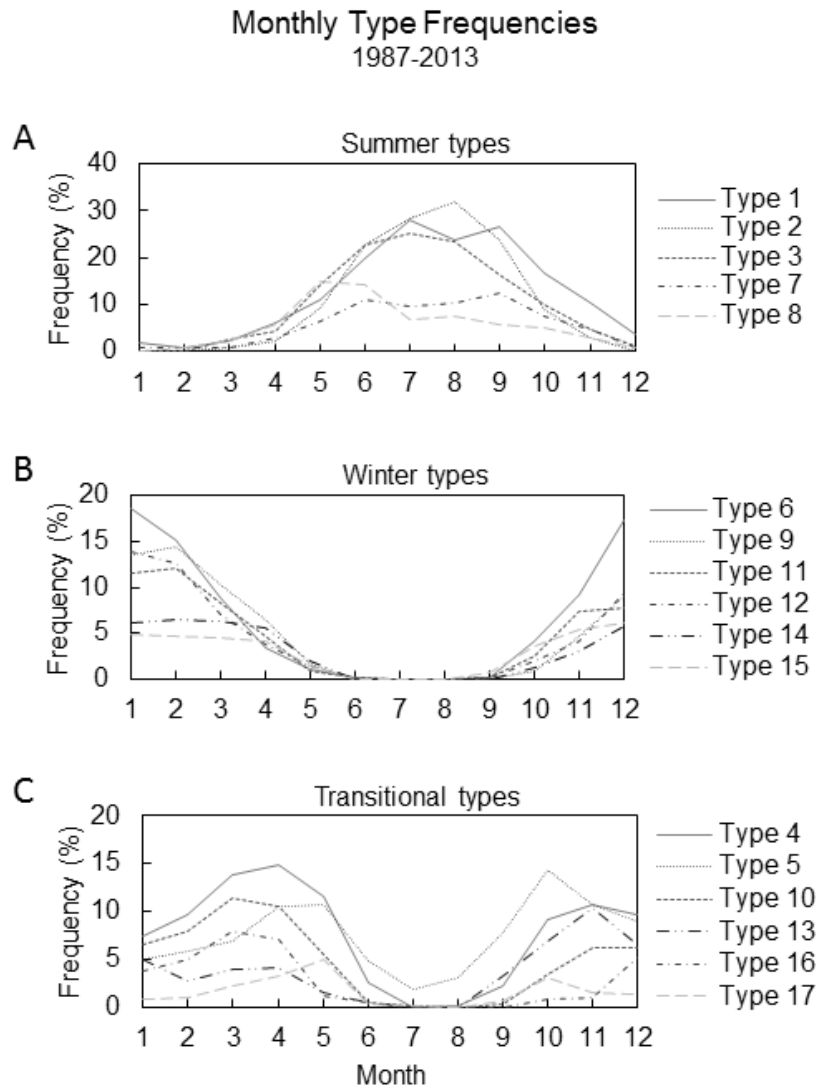 Monthly Type Frequencies
1987-2013
A
Summer types
Frequency (%)
40
30
20
10
0
1 2 3 4 5 6 7 8 9 10 11 12
Type 1
Type 2
Type 3
Type 7
Type 8
B
Winter types
Frequency (%)
20
15
10
5
0
1 2 3 4 5 6 7 8 9 10 11 12
Type 6
Type 9
Type 11
Type 12
Type 14
Type 15
C
Transitional types
Frequency (%)
20
15
10
5
0
1 2 3 4 5 6 7 8 9 10 11 12
Month
Type 4
Type 5
Type 10
Type 13
Type 16
Type 17